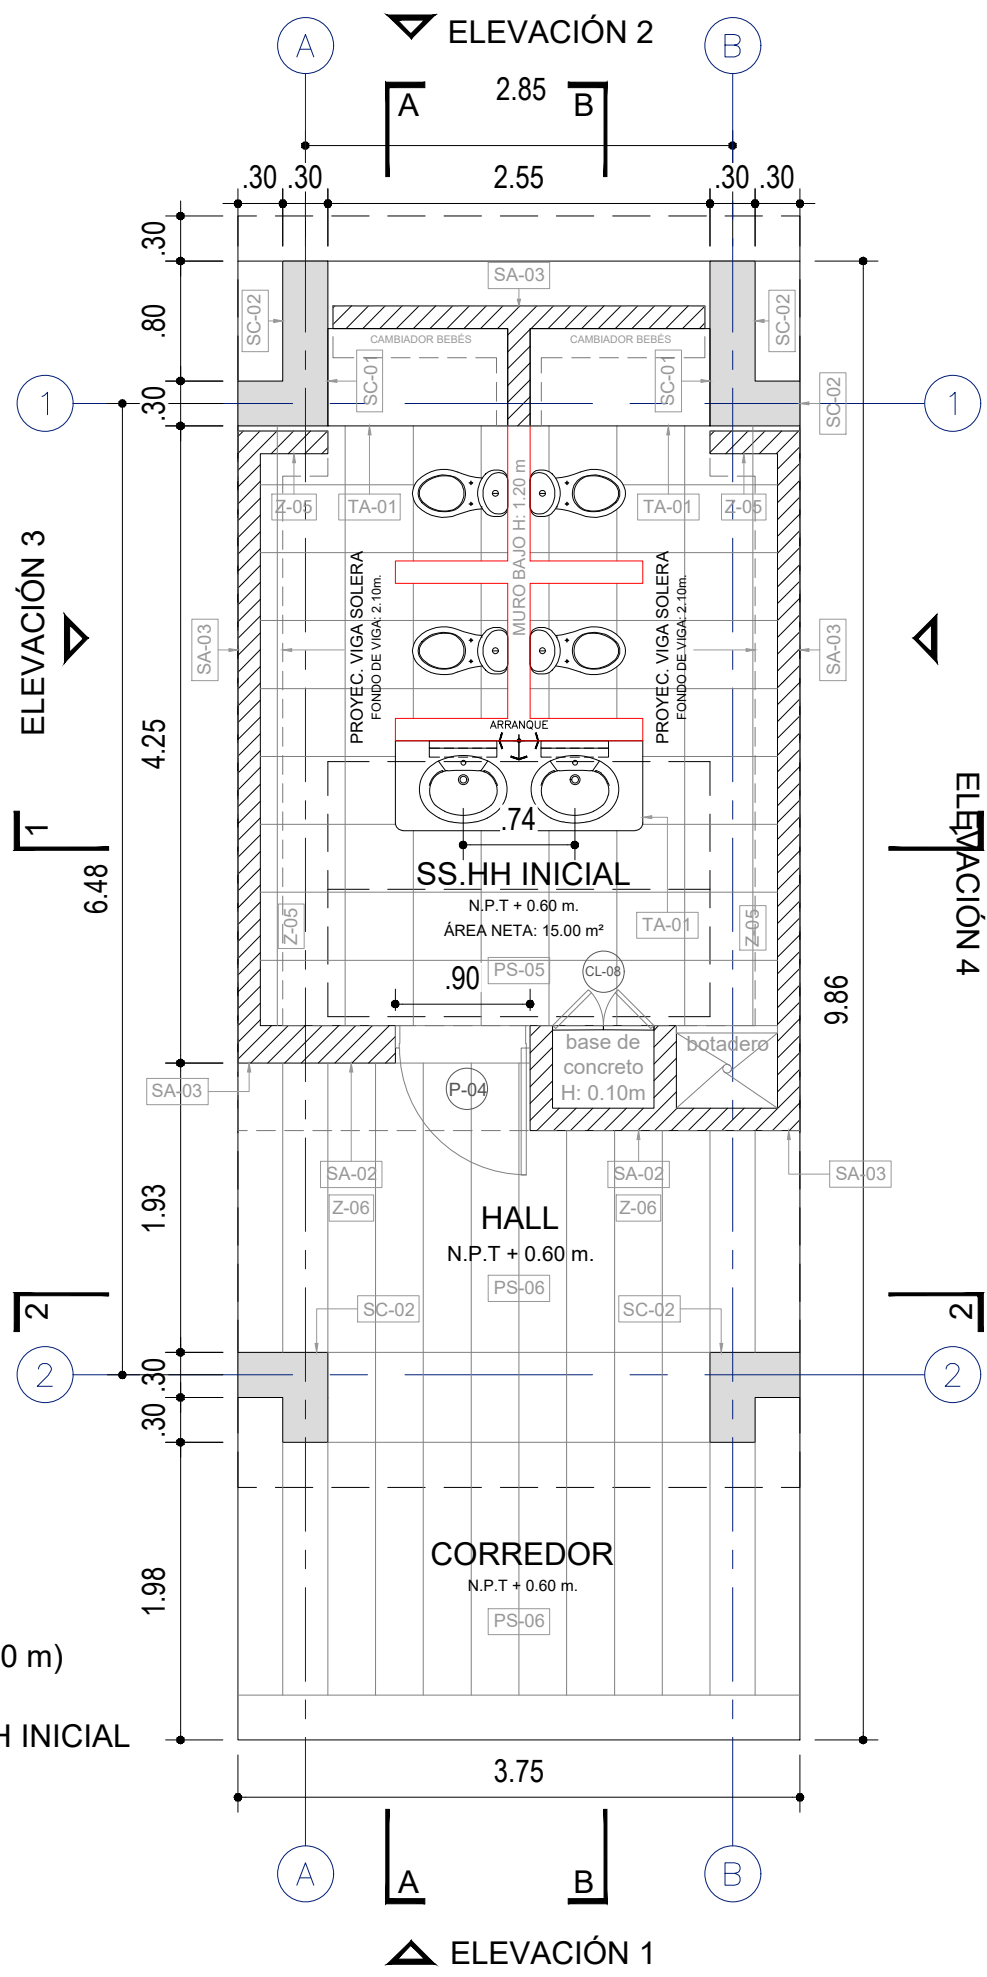 ELEVACIÓN 2
A
B
A
2.85
B
.30
.30
2.55
.30
.30
.30
SA-03
SC-02
SC-02
.80
CAMBIADOR BEBÉS
CAMBIADOR BEBÉS
SC-01
SC-01
1
.30
SC-02
1
Z-05
TA-01
MURO BAJO H: 1.20 m
TA-01
Z-05
ELEVACIÓN 3
PROYEC. VIGA SOLERA
FONDO DE VIGA: 2.10m.
PROYEC. VIGA SOLERA
FONDO DE VIGA: 2.10m.
SA-03
SA-03
4.25
ARRANQUE
.74
1
1
ELEVACIÓN 4
6.48
SS.HH INICIAL
N.P.T + 0.60 m.
ÁREA NETA: 15.00 m²
TA-01
Z-05
Z-05
.90
PS-05
CL-08
9.86
base de
concreto
H: 0.10m
botadero
SA-03
P-04
SA-02
Z-06
SA-02
Z-06
SA-03
1.93
HALL
N.P.T + 0.60 m.
PS-06
2
SC-02
SC-02
2
2
.30
2
.30
CORREDOR
N.P.T + 0.60 m.
PS-06
1.98
0 m)
H INICIAL
3.75
A
A
B
B
ELEVACIÓN 1